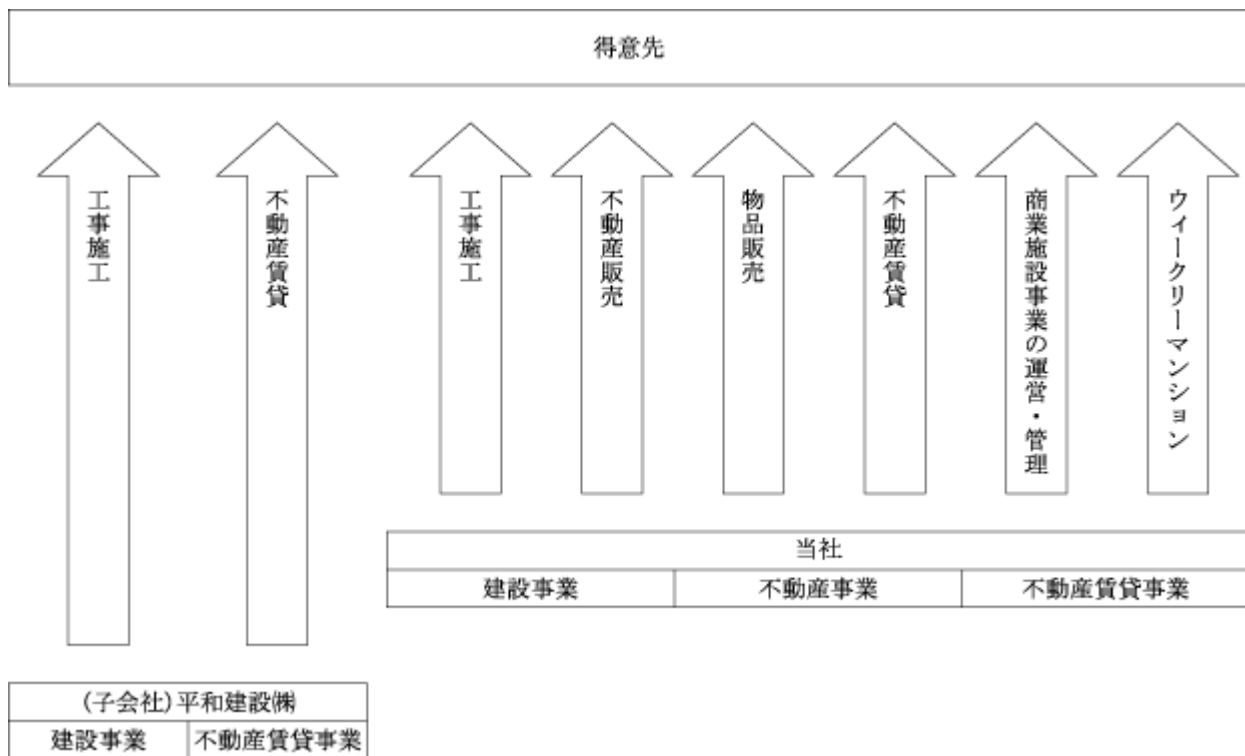 得意先
工事施工
不動産賃貸
工事施工
不動産販売
物品販売
不動産賃貸
商業施設事業の運営・管理
ウィークリーマンション
当社
建設事業
不動産事業
不動産賃貸事業
(子会社)平和建設㈱
建設事業
不動産賃貸事業